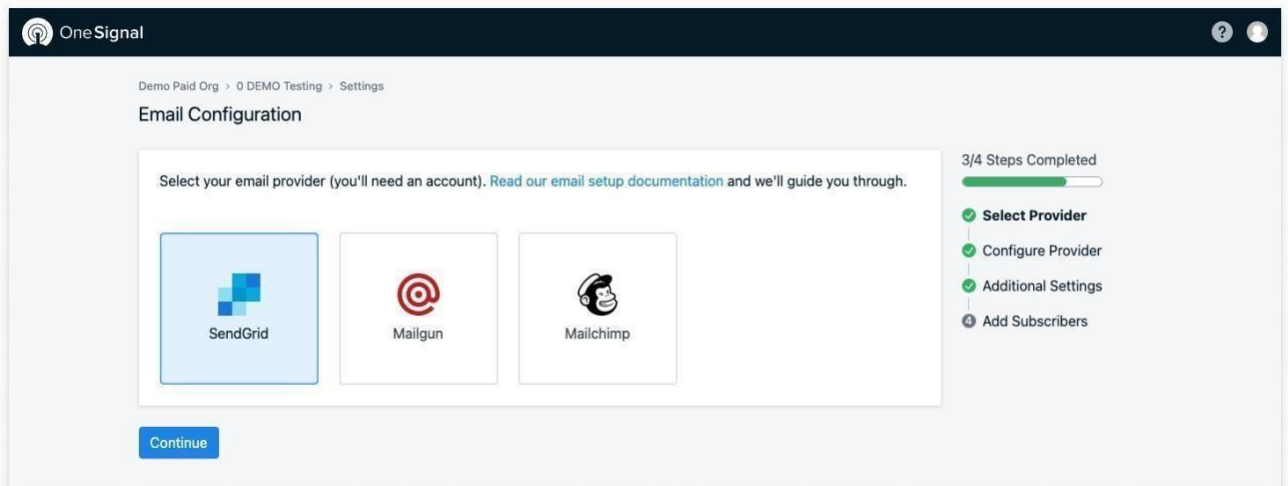 OneSignal
?
Demo Paid Org > 0 DEMO Testing > Settings
Email Configuration
Select your email provider (you'll need an account). Read our email setup documentation and we'll guide you through.
SendGrid
Mailgun
Mailchimp
Continue
3/4 Steps Completed
Select Provider
Configure Provider
Additional Settings
4 Add Subscribers